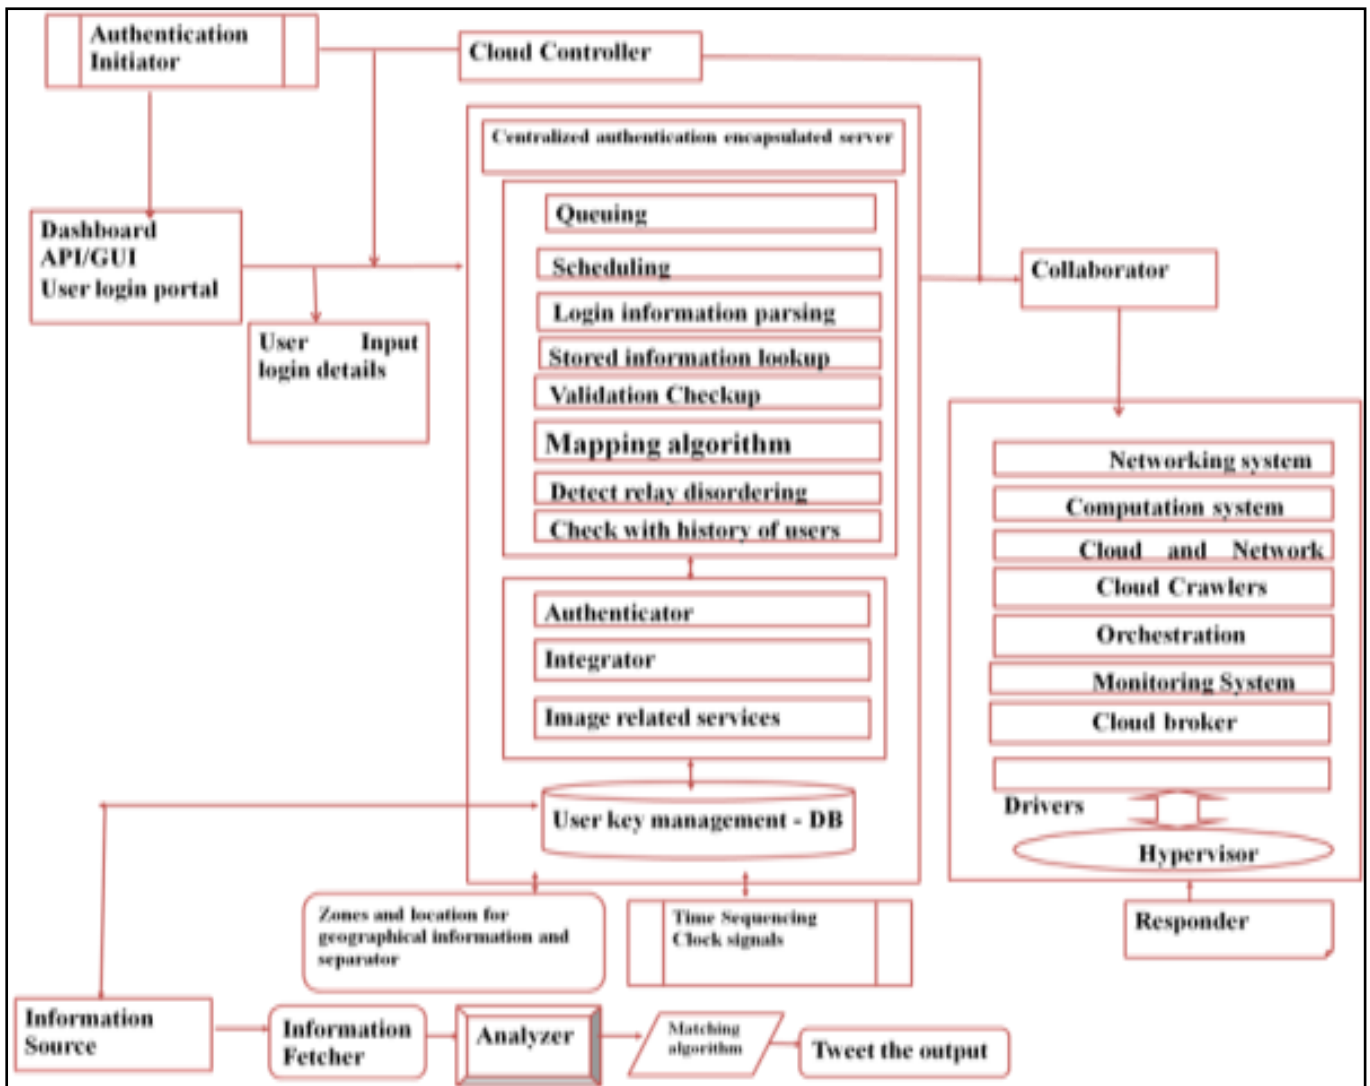 Authentication
Initiator
Cloud Controller
Centralized authentication encapsulated server
Queuing
Scheduling
Login information parsing
Stored information lookup
Validation Checkup
Mapping algorithm
Detect relay disordering
Check with history of users
Dashboard
API/GUI
User login portal
User Input
login details
Collaborator
Networking system
Computation system
Cloud and Network
Cloud Crawlers
Orchestration
Monitoring System
Cloud broker
Drivers
Hypervisor
Responder
Authenticator
Integrator
Image related services
User key management - DB
Zones and location for
geographical information and
separator
Time Sequencing
Clock signals
Information
Source
Information
Fetcher
Analyzer
Matching
algorithm
Tweet the output